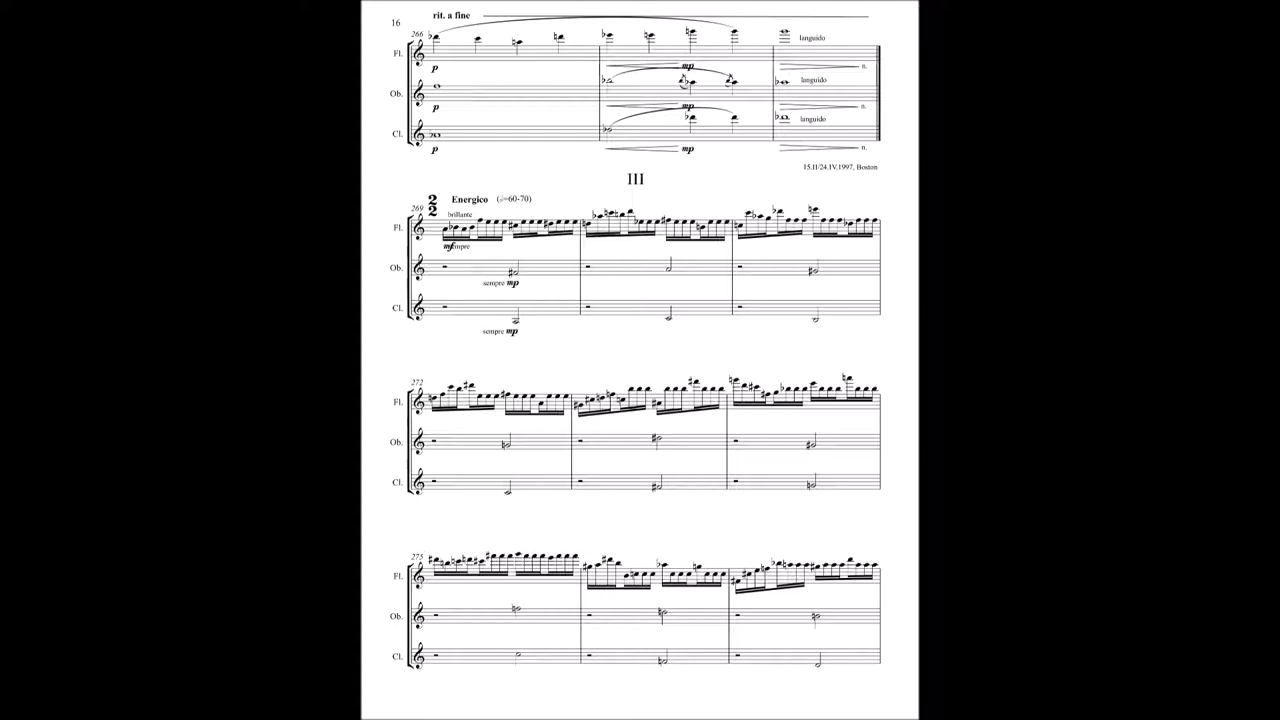 rit. a fine
16
266
Fl.
languido
p
mp
n.
Ob.
languido
p
mp
n.
Cl.
languido
p
mp
n.
15.II/24.IV.1997, Boston
III
2
2
Energico (𝅗𝅥=60-70)
269
brillante
Fl.
mf sempre
Ob.
sempre mp
Cl.
sempre mp
272
Fl.
Ob.
Cl.
275
Fl.
Ob.
Cl.